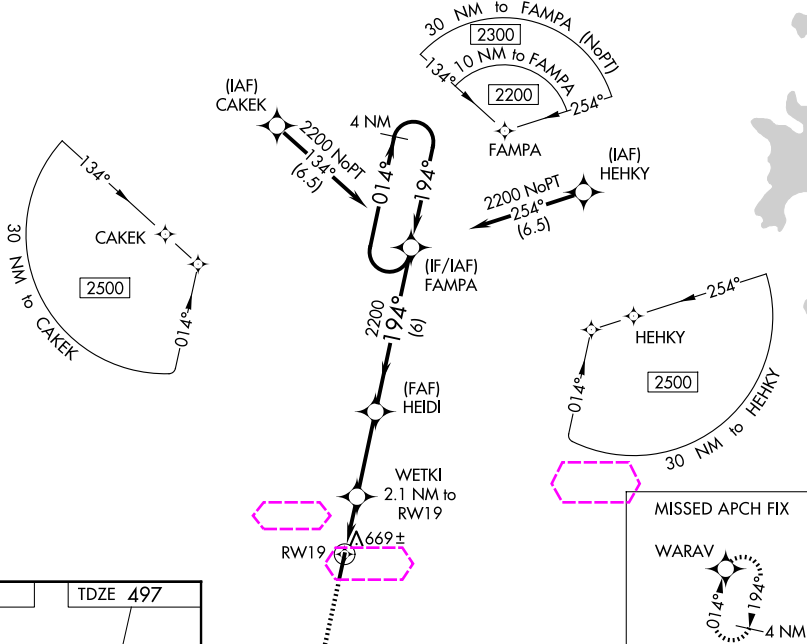 30 NM to FAMPA (NoPT)
2300
10 NM to FAMPA
134°
2200
254°
FAMPA
(IAF)
CAKEK
2200 NoPT
134°
(6.5)
4 NM
014°
194°
(IAF)
HEHKY
2200 NoPT
254°
(6.5)
134°
CAKEK
2500
30 NM to CAKEK
014°
(IF/IAF)
FAMPA
2200
194°
(6)
254°
HEHKY
2500
014°
30 NM to HEHKY
(FAF)
HEIDI
WETKI
2.1 NM to
RW19
669±
RW19
MISSED APCH FIX
WARAV
014°
194°
4 NM
TDZE 497